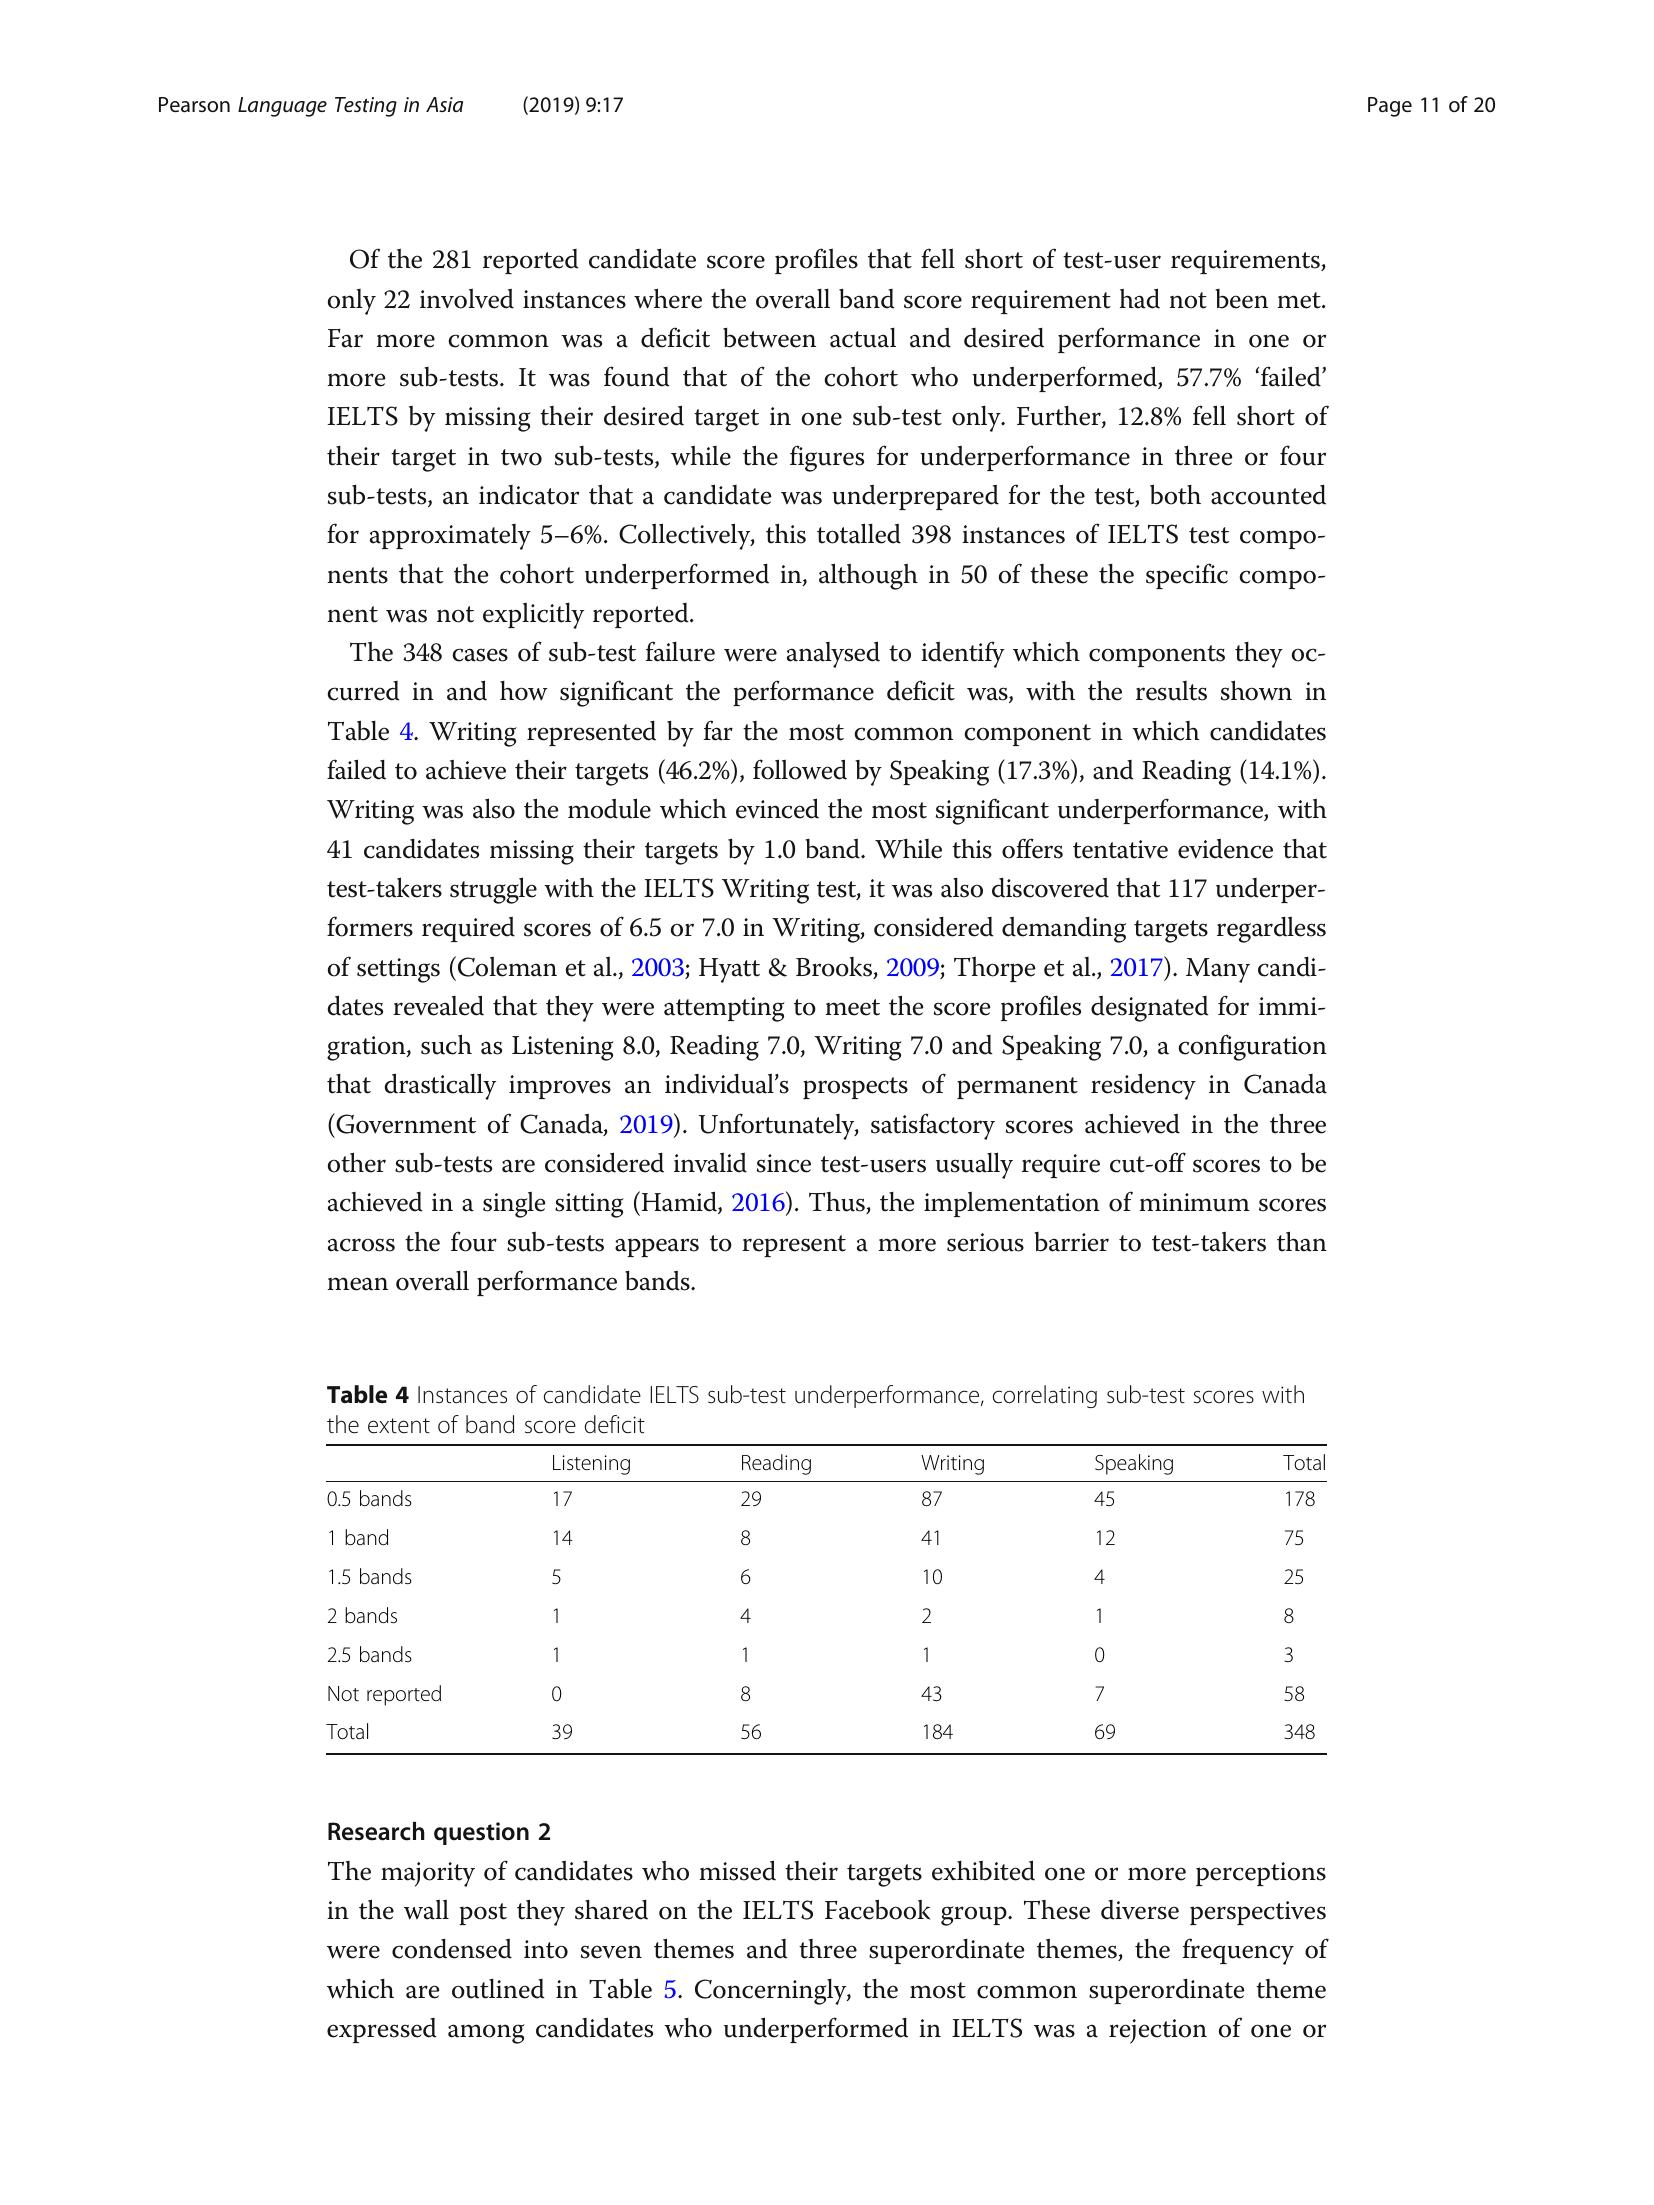 Pearson Language Testing in Asia (2019) 9:17 Page 11 of 20
Of the 281 reported candidate score profiles that fell short of test-user requirements,
only 22 involved instances where the overall band score requirement had not been met.
Far more common was a deficit between actual and desired performance in one or
more sub-tests. It was found that of the cohort who underperformed, 57.7% ‘failed’
IELTS by missing their desired target in one sub-test only. Further, 12.8% fell short of
their target in two sub-tests, while the figures for underperformance in three or four
sub-tests, an indicator that a candidate was underprepared for the test, both accounted
for approximately 5–6%. Collectively, this totalled 398 instances of IELTS test compo-
nents that the cohort underperformed in, although in 50 of these the specific compo-
nent was not explicitly reported.
The 348 cases of sub-test failure were analysed to identify which components they oc-
curred in and how significant the performance deficit was, with the results shown in
Table 4. Writing represented by far the most common component in which candidates
failed to achieve their targets (46.2%), followed by Speaking (17.3%), and Reading (14.1%).
Writing was also the module which evinced the most significant underperformance, with
41 candidates missing their targets by 1.0 band. While this offers tentative evidence that
test-takers struggle with the IELTS Writing test, it was also discovered that 117 underper-
formers required scores of 6.5 or 7.0 in Writing, considered demanding targets regardless
of settings (Coleman et al., 2003; Hyatt & Brooks, 2009; Thorpe et al., 2017). Many candi-
dates revealed that they were attempting to meet the score profiles designated for immi-
gration, such as Listening 8.0, Reading 7.0, Writing 7.0 and Speaking 7.0, a configuration
that drastically improves an individual’s prospects of permanent residency in Canada
(Government of Canada, 2019). Unfortunately, satisfactory scores achieved in the three
other sub-tests are considered invalid since test-users usually require cut-off scores to be
achieved in a single sitting (Hamid, 2016). Thus, the implementation of minimum scores
across the four sub-tests appears to represent a more serious barrier to test-takers than
mean overall performance bands.
Table 4 Instances of candidate IELTS sub-test underperformance, correlating sub-test scores with
the extent of band score deficit
Listening Reading Writing Speaking Total
0.5 bands 17 29 87 45 178
1 band 14 8 41 12 75
1.5 bands 5 6 10 4 25
2 bands 1 4 2 1 8
2.5 bands 1 1 1 0 3
Not reported 0 8 43 7 58
Total 39 56 184 69 348
Research question 2
The majority of candidates who missed their targets exhibited one or more perceptions
in the wall post they shared on the IELTS Facebook group. These diverse perspectives
were condensed into seven themes and three superordinate themes, the frequency of
which are outlined in Table 5. Concerningly, the most common superordinate theme
expressed among candidates who underperformed in IELTS was a rejection of one or